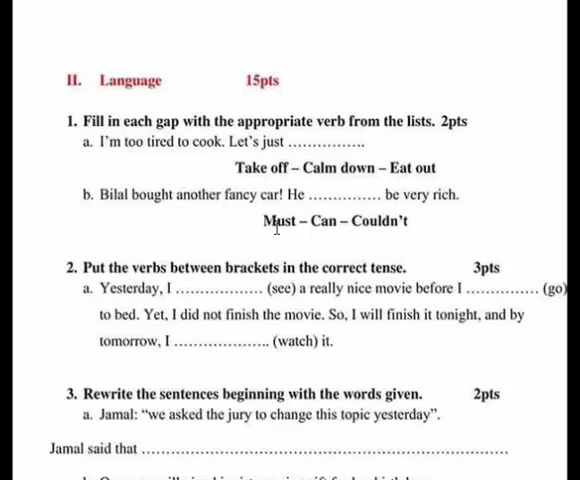 II. Language 15pts
1. Fill in each gap with the appropriate verb from the lists. 2pts
a. I'm too tired to cook. Let's just ……………
Take off – Calm down – Eat out
b. Bilal bought another fancy car! He …………… be very rich.
Must – Can – Couldn't
2. Put the verbs between brackets in the correct tense. 3pts
a. Yesterday, I ……………… (see) a really nice movie before I …………… (go)
to bed. Yet, I did not finish the movie. So, I will finish it tonight, and by
tomorrow, I ………………. (watch) it.
3. Rewrite the sentences beginning with the words given. 2pts
a. Jamal: “we asked the jury to change this topic yesterday”.
Jamal said that ………………………………………………………………